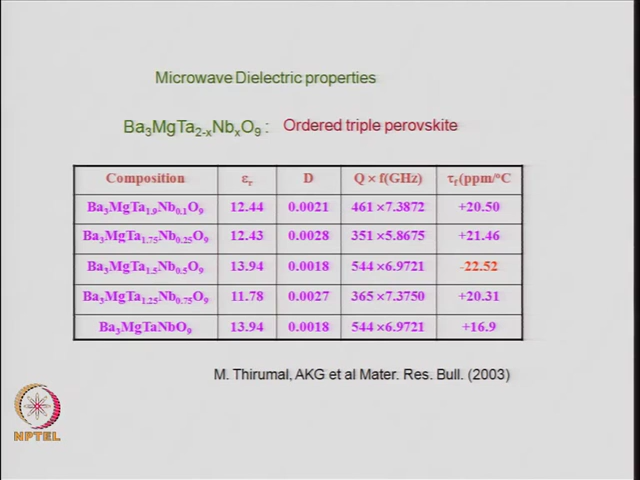 Microwave Dielectric properties
Ba₃MgTa₂₋ₓNbₓO₉ : Ordered triple perovskite
Composition εᵣ D Q × f(GHz) τf(ppm/°C
Ba₃MgTa₁.₉Nb₀.₁O₉ 12.44 0.0021 461×7.3872 +20.50
Ba₃MgTa₁.₇₅Nb₀.₂₅O₉ 12.43 0.0028 351×5.8675 +21.46
Ba₃MgTa₁.₅Nb₀.₅O₉ 13.94 0.0018 544×6.9721 -22.52
Ba₃MgTa₁.₂₅Nb₀.₇₅O₉ 11.78 0.0027 365×7.3750 +20.31
Ba₃MgTaNbO₉ 13.94 0.0018 544×6.9721 +16.9
M. Thirumal, AKG et al Mater. Res. Bull. (2003)
NPTEL